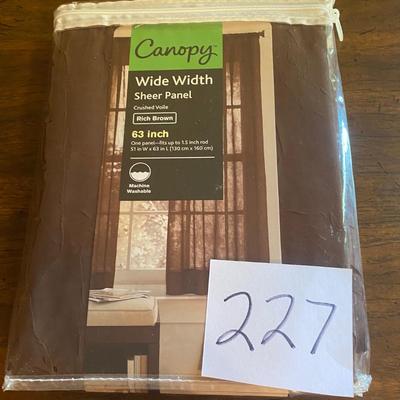 Canopy™
Wide Width
Sheer Panel
Crushed Voile
Rich Brown
63 inch
One panel—fits up to 1.5 inch rod
51 in W x 63 in L (130 cm x 160 cm)
Machine
Washable
227